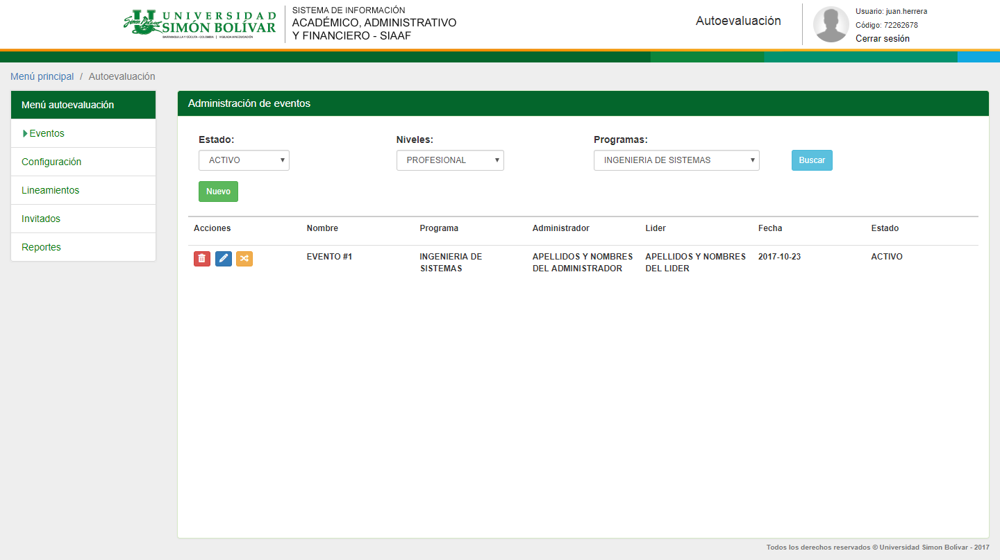 UNIVERSIDAD
SIMÓN BOLÍVAR
BARRANQUILLA Y CÚCUTA - COLOMBIA | VIGILADA MINEDUCACIÓN
SISTEMA DE INFORMACIÓN
ACADÉMICO, ADMINISTRATIVO
Y FINANCIERO - SIAAF
Autoevaluación
Usuario: juan.herrera
Código: 72262678
Cerrar sesión
Menú principal / Autoevaluación
Menú autoevaluación
Eventos
Configuración
Lineamientos
Invitados
Reportes
Administración de eventos
Estado: Niveles: Programas:
ACTIVO PROFESIONAL INGENIERIA DE SISTEMAS Buscar
Nuevo
Acciones Nombre Programa Administrador Lider Fecha Estado
EVENTO #1 INGENIERIA DE APELLIDOS Y NOMBRES APELLIDOS Y NOMBRES 2017-10-23 ACTIVO
SISTEMAS DEL ADMINISTRADOR DEL LIDER
Todos los derechos reservados © Universidad Simon Bolívar - 2017